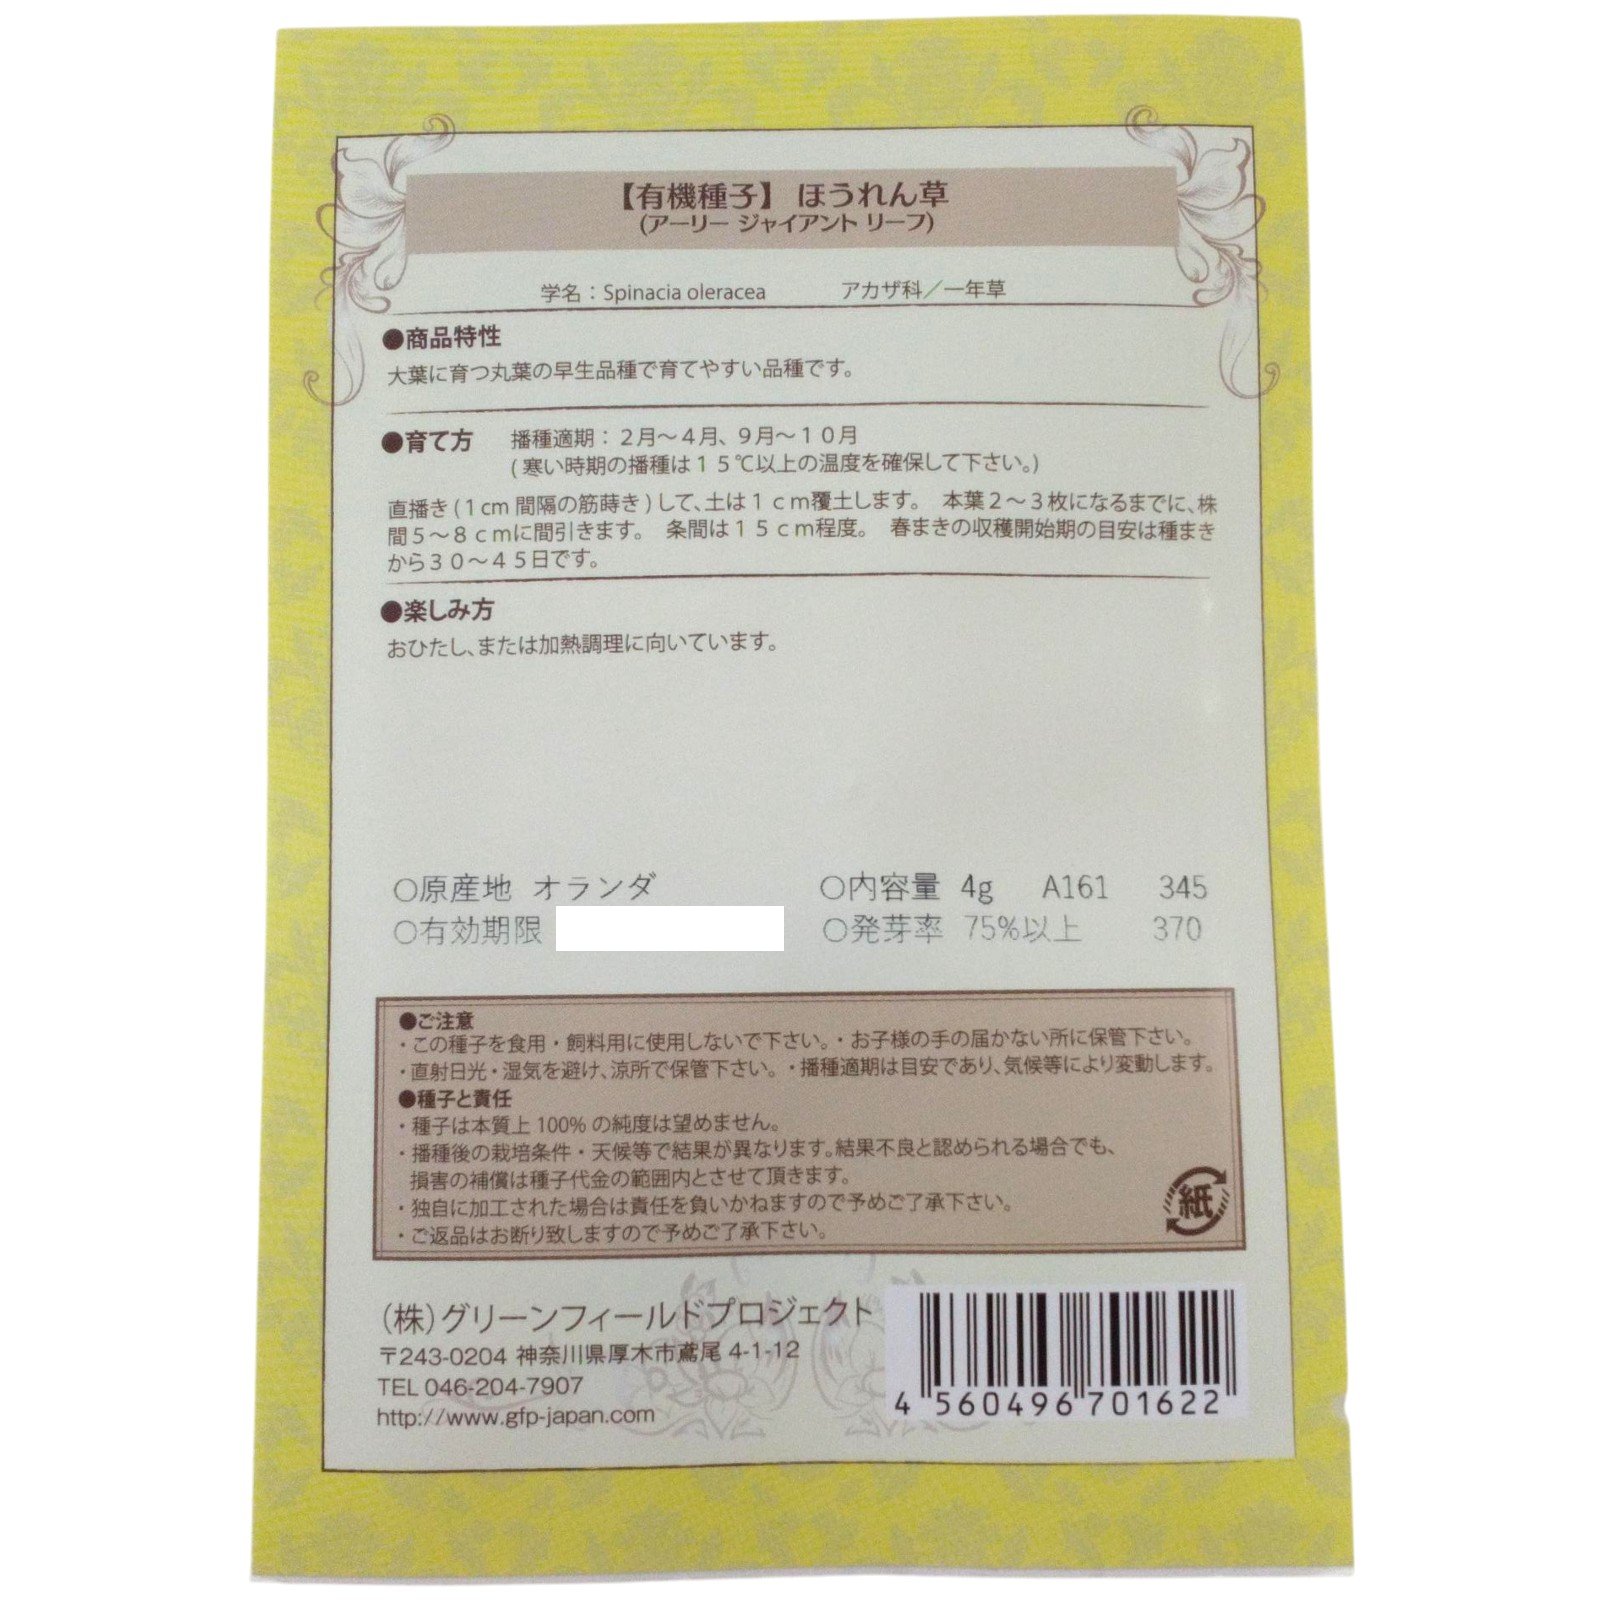 【有機種子】 ほうれん草
(アーリー ジャイアント リーフ)
学名：Spinacia oleracea アカザ科／一年草
●商品特性
大葉に育つ丸葉の早生品種で育てやすい品種です。
●育て方 播種適期：２月～４月、９月～１０月
(寒い時期の播種は１５℃以上の温度を確保して下さい。)
直播き(1cm 間隔の筋蒔き)して、土は１ｃｍ覆土します。 本葉２～３枚になるまでに、株
間５～８ｃｍに間引きます。 条間は１５ｃｍ程度。 春まきの収穫開始期の目安は種まき
から３０～４５日です。
●楽しみ方
おひたし、または加熱調理に向いています。
○原産地 オランダ ○内容量 4g A161 345
○有効期限 ○発芽率 75%以上 370
●ご注意
・この種子を食用・飼料用に使用しないで下さい。・お子様の手の届かない所に保管下さい。
・直射日光・湿気を避け、涼所で保管下さい。・播種適期は目安であり、気候等により変動します。
●種子と責任
・種子は本質上 100% の純度は望めません。
・播種後の栽培条件・天候等で結果が異なります。結果不良と認められる場合でも、
損害の補償は種子代金の範囲内とさせて頂きます。
・独自に加工された場合は責任を負いかねますので予めご了承下さい。
・ご返品はお断り致しますので予めご了承下さい。
紙
(株)グリーンフィールドプロジェクト
〒243-0204 神奈川県厚木市鳶尾 4-1-12
TEL 046-204-7907
http://www.gfp-japan.com
4 560496 701622